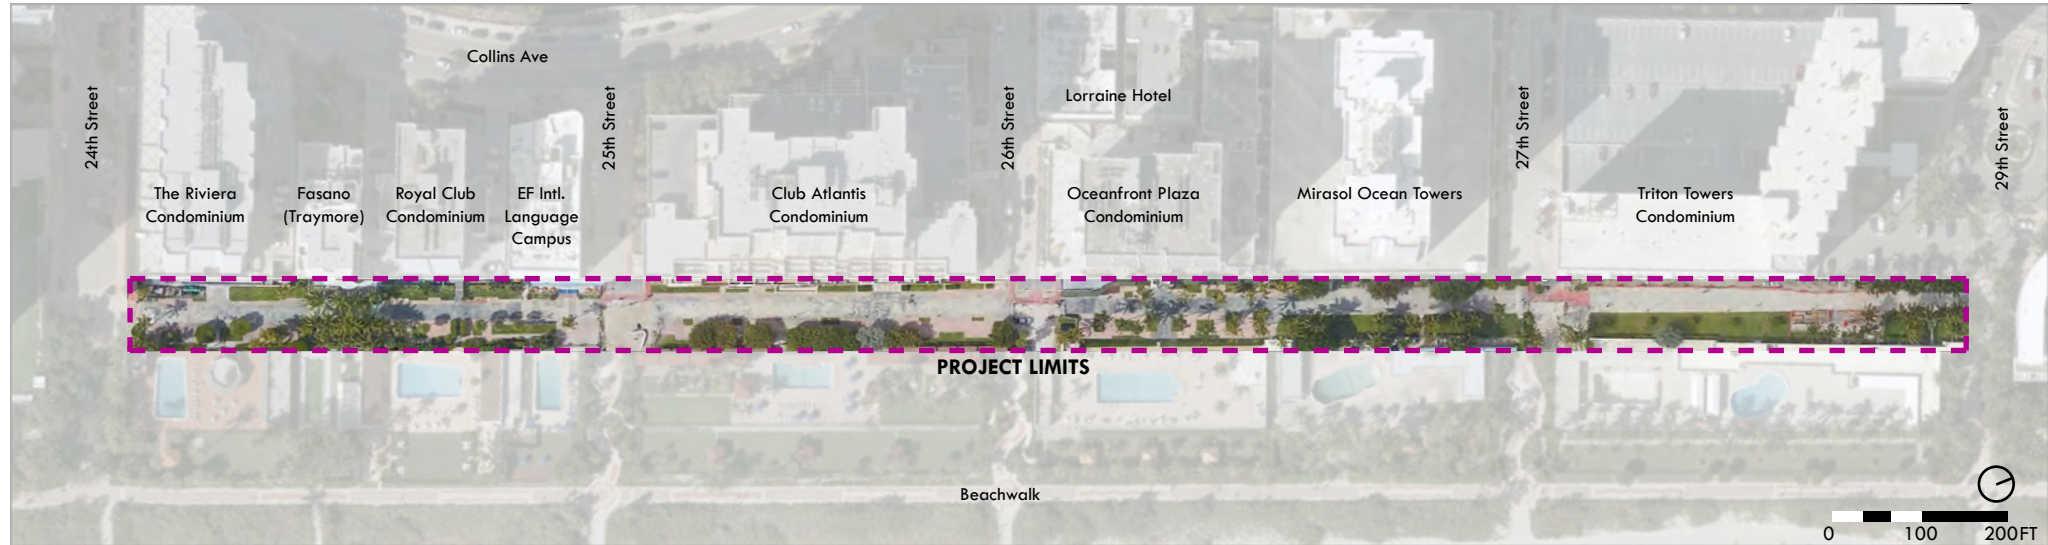 Collins Ave
24th Street
25th Street
26th Street
Lorraine Hotel
27th Street
29th Street
The Riviera
Condominium
Fasano
(Traymore)
Royal Club
Condominium
EF Intl.
Language
Campus
Club Atlantis
Condominium
Oceanfront Plaza
Condominium
Mirasol Ocean Towers
Triton Towers
Condominium
PROJECT LIMITS
Beachwalk
0 100 200FT